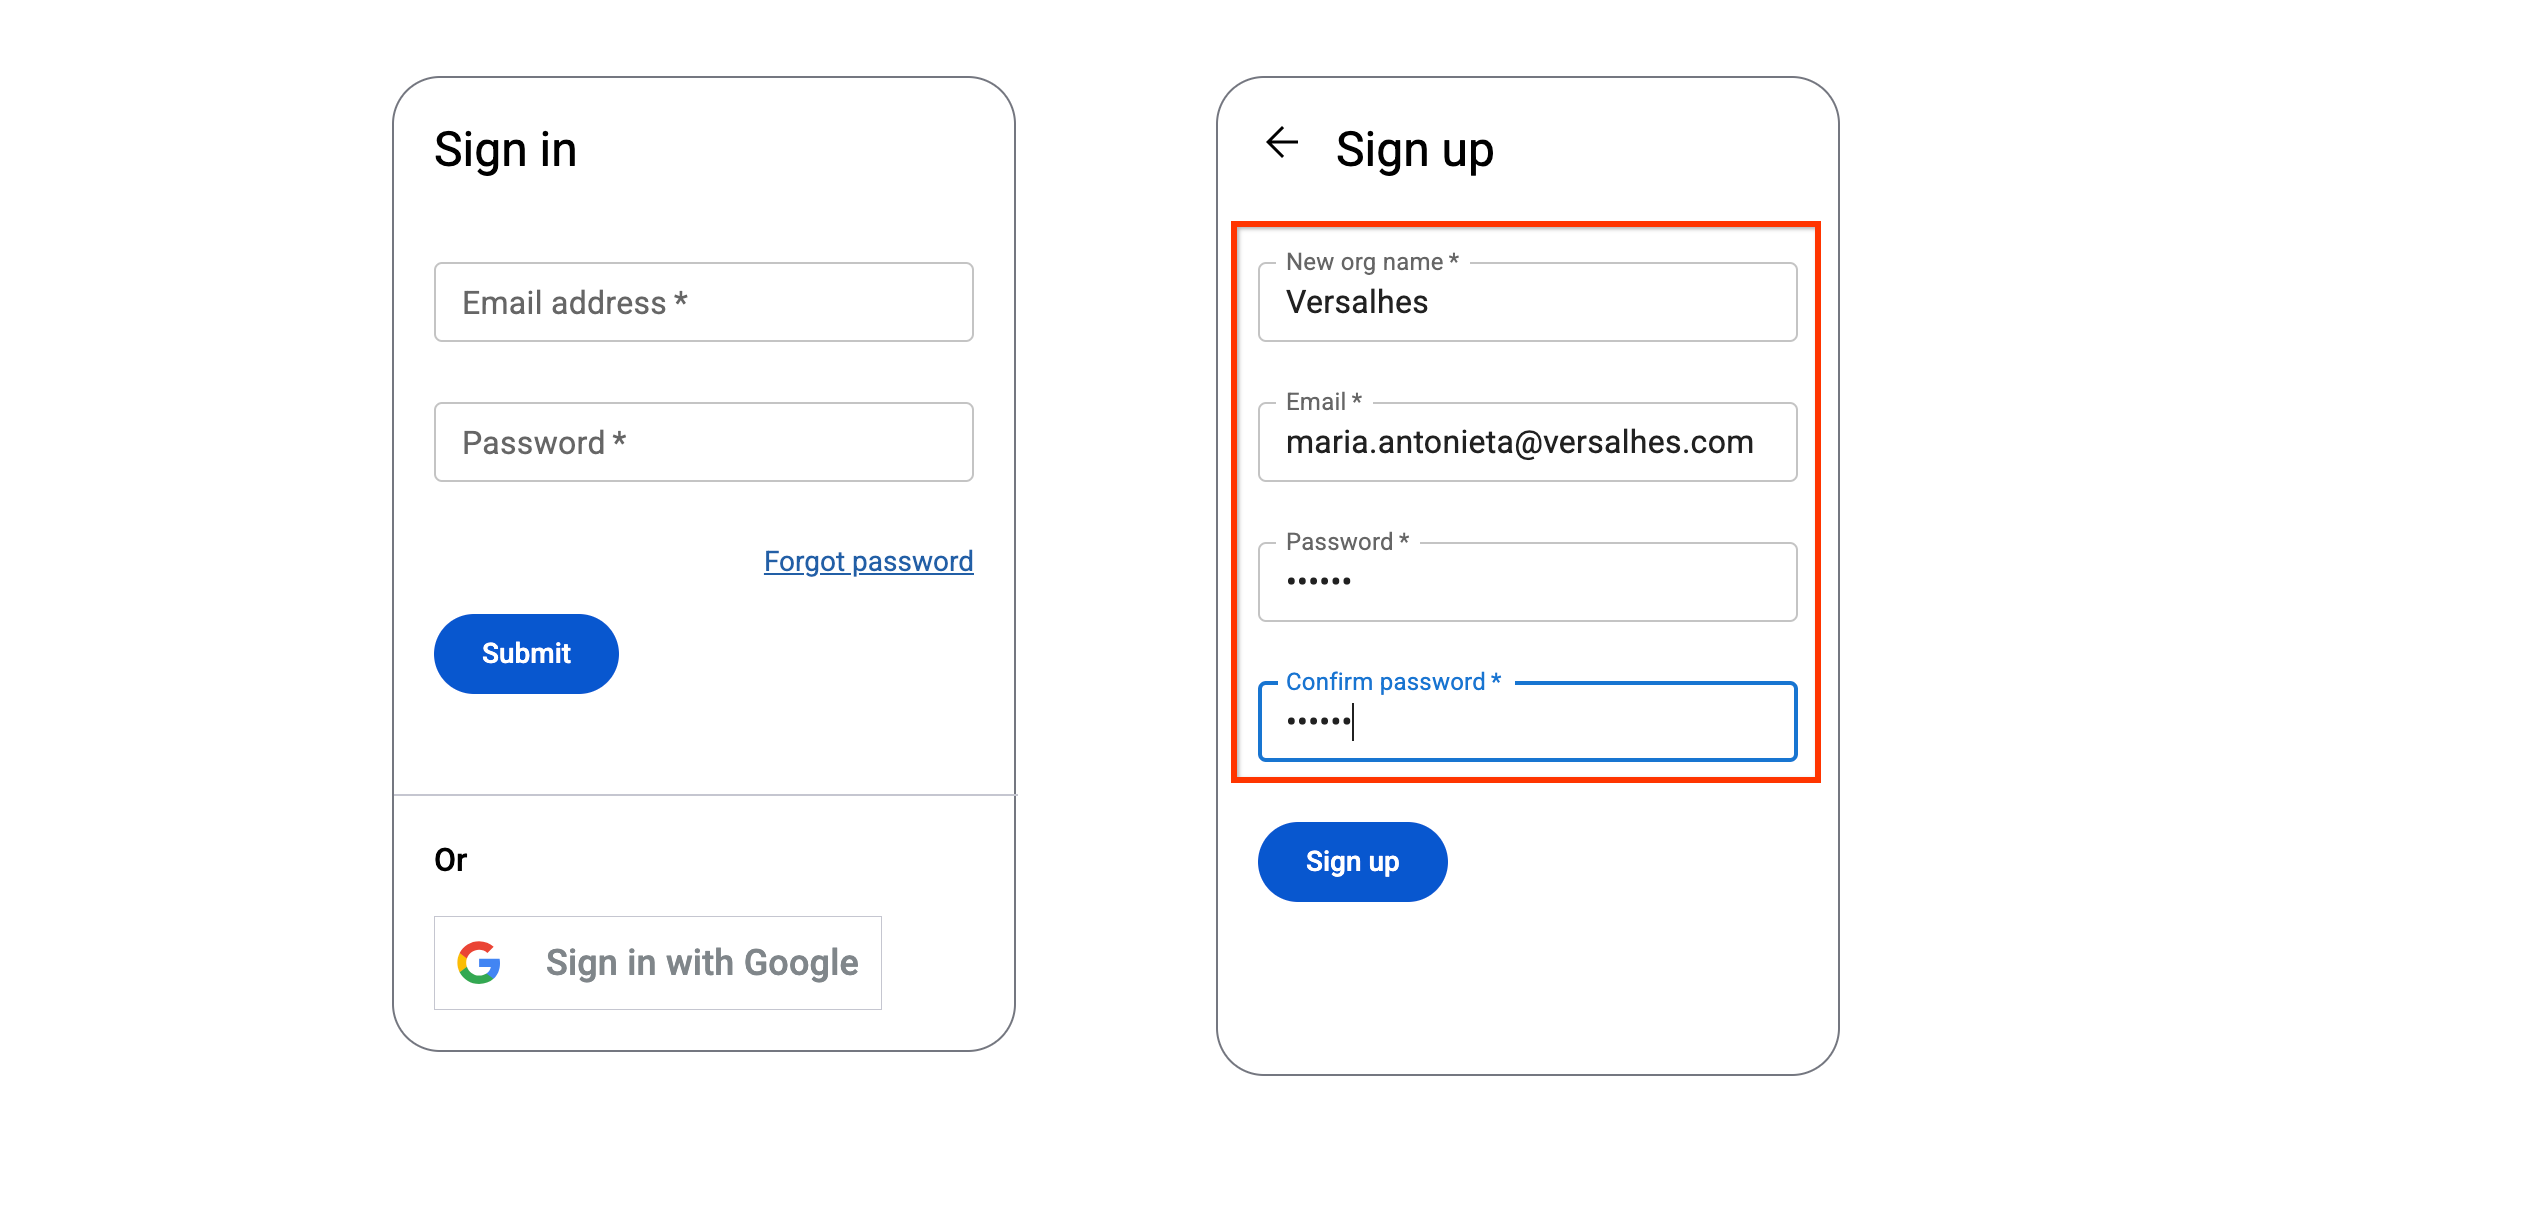 Sign in
Email address *
Password *
Forgot password
Submit
Or
Sign in with Google
Sign up
New org name *
Versalhes
Email *
maria.antonieta@versalhes.com
Password *
••••••
Confirm password *
••••••
Sign up